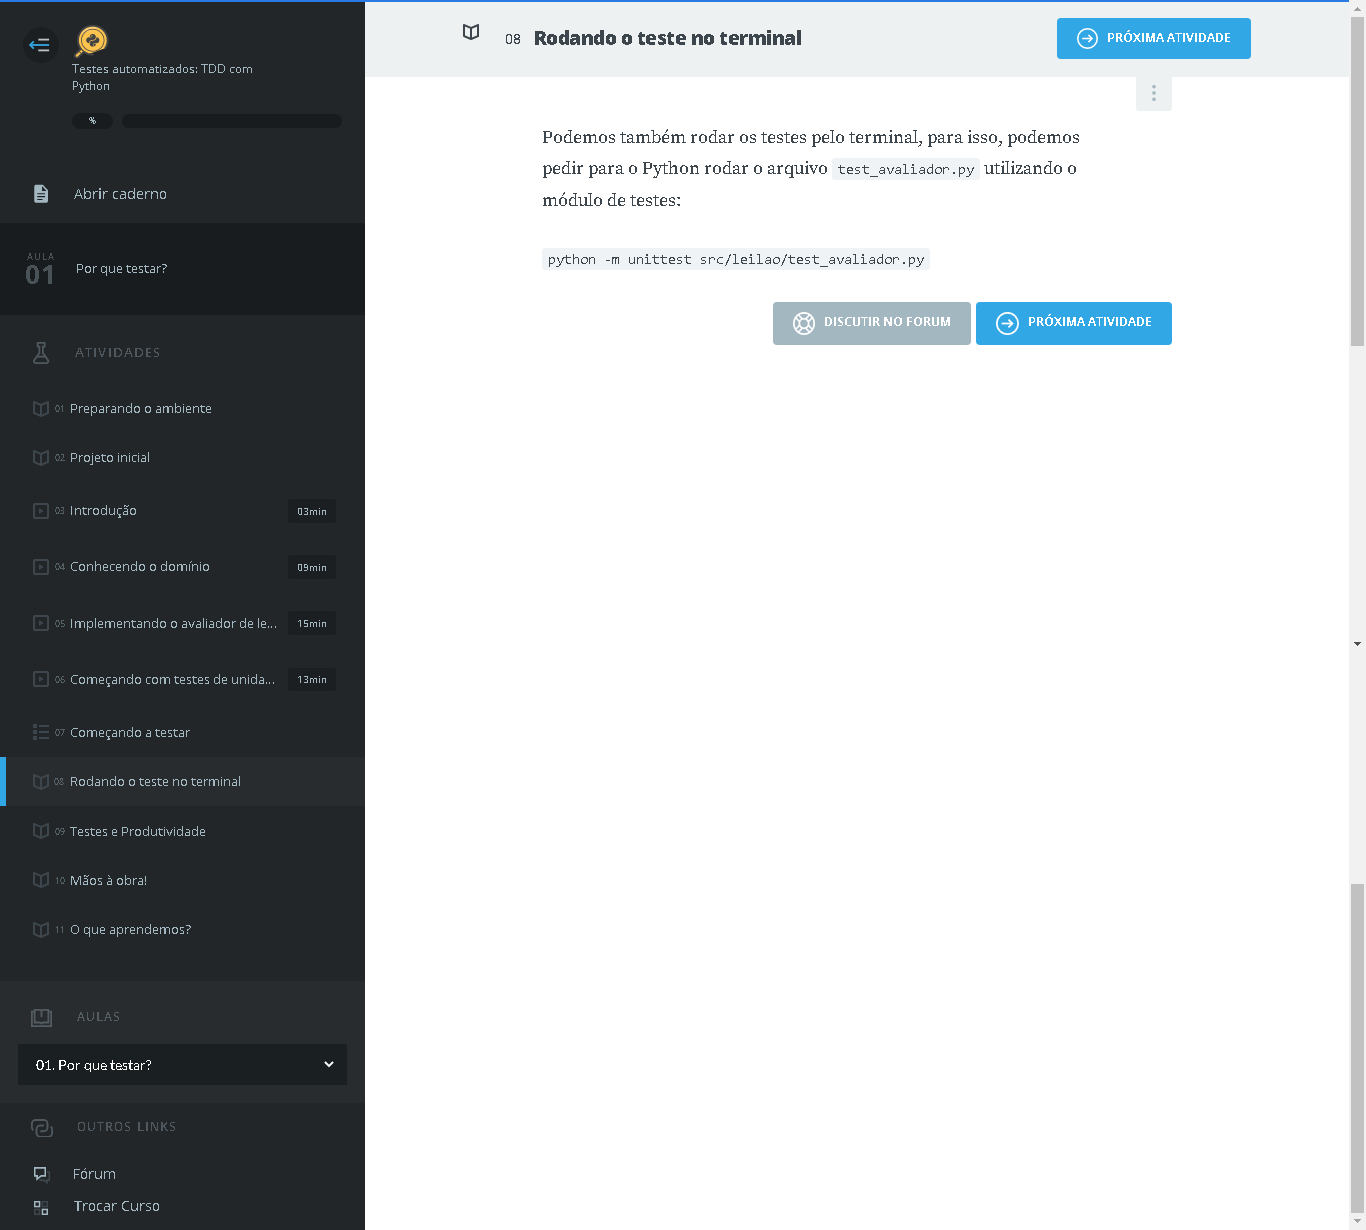 Testes automatizados: TDD com
Python
%
Abrir caderno
AULA
01
Por que testar?
ATIVIDADES
01 Preparando o ambiente
02 Projeto inicial
03 Introdução 03min
04 Conhecendo o domínio 09min
05 Implementando o avaliador de le... 15min
06 Começando com testes de unida... 13min
07 Começando a testar
08 Rodando o teste no terminal
09 Testes e Produtividade
10 Mãos à obra!
11 O que aprendemos?
AULAS
01. Por que testar?
OUTROS LINKS
Fórum
Trocar Curso
08 Rodando o teste no terminal
PRÓXIMA ATIVIDADE
Podemos também rodar os testes pelo terminal, para isso, podemos
pedir para o Python rodar o arquivo test_avaliador.py utilizando o
módulo de testes:
python -m unittest src/leilao/test_avaliador.py
DISCUTIR NO FORUM
PRÓXIMA ATIVIDADE